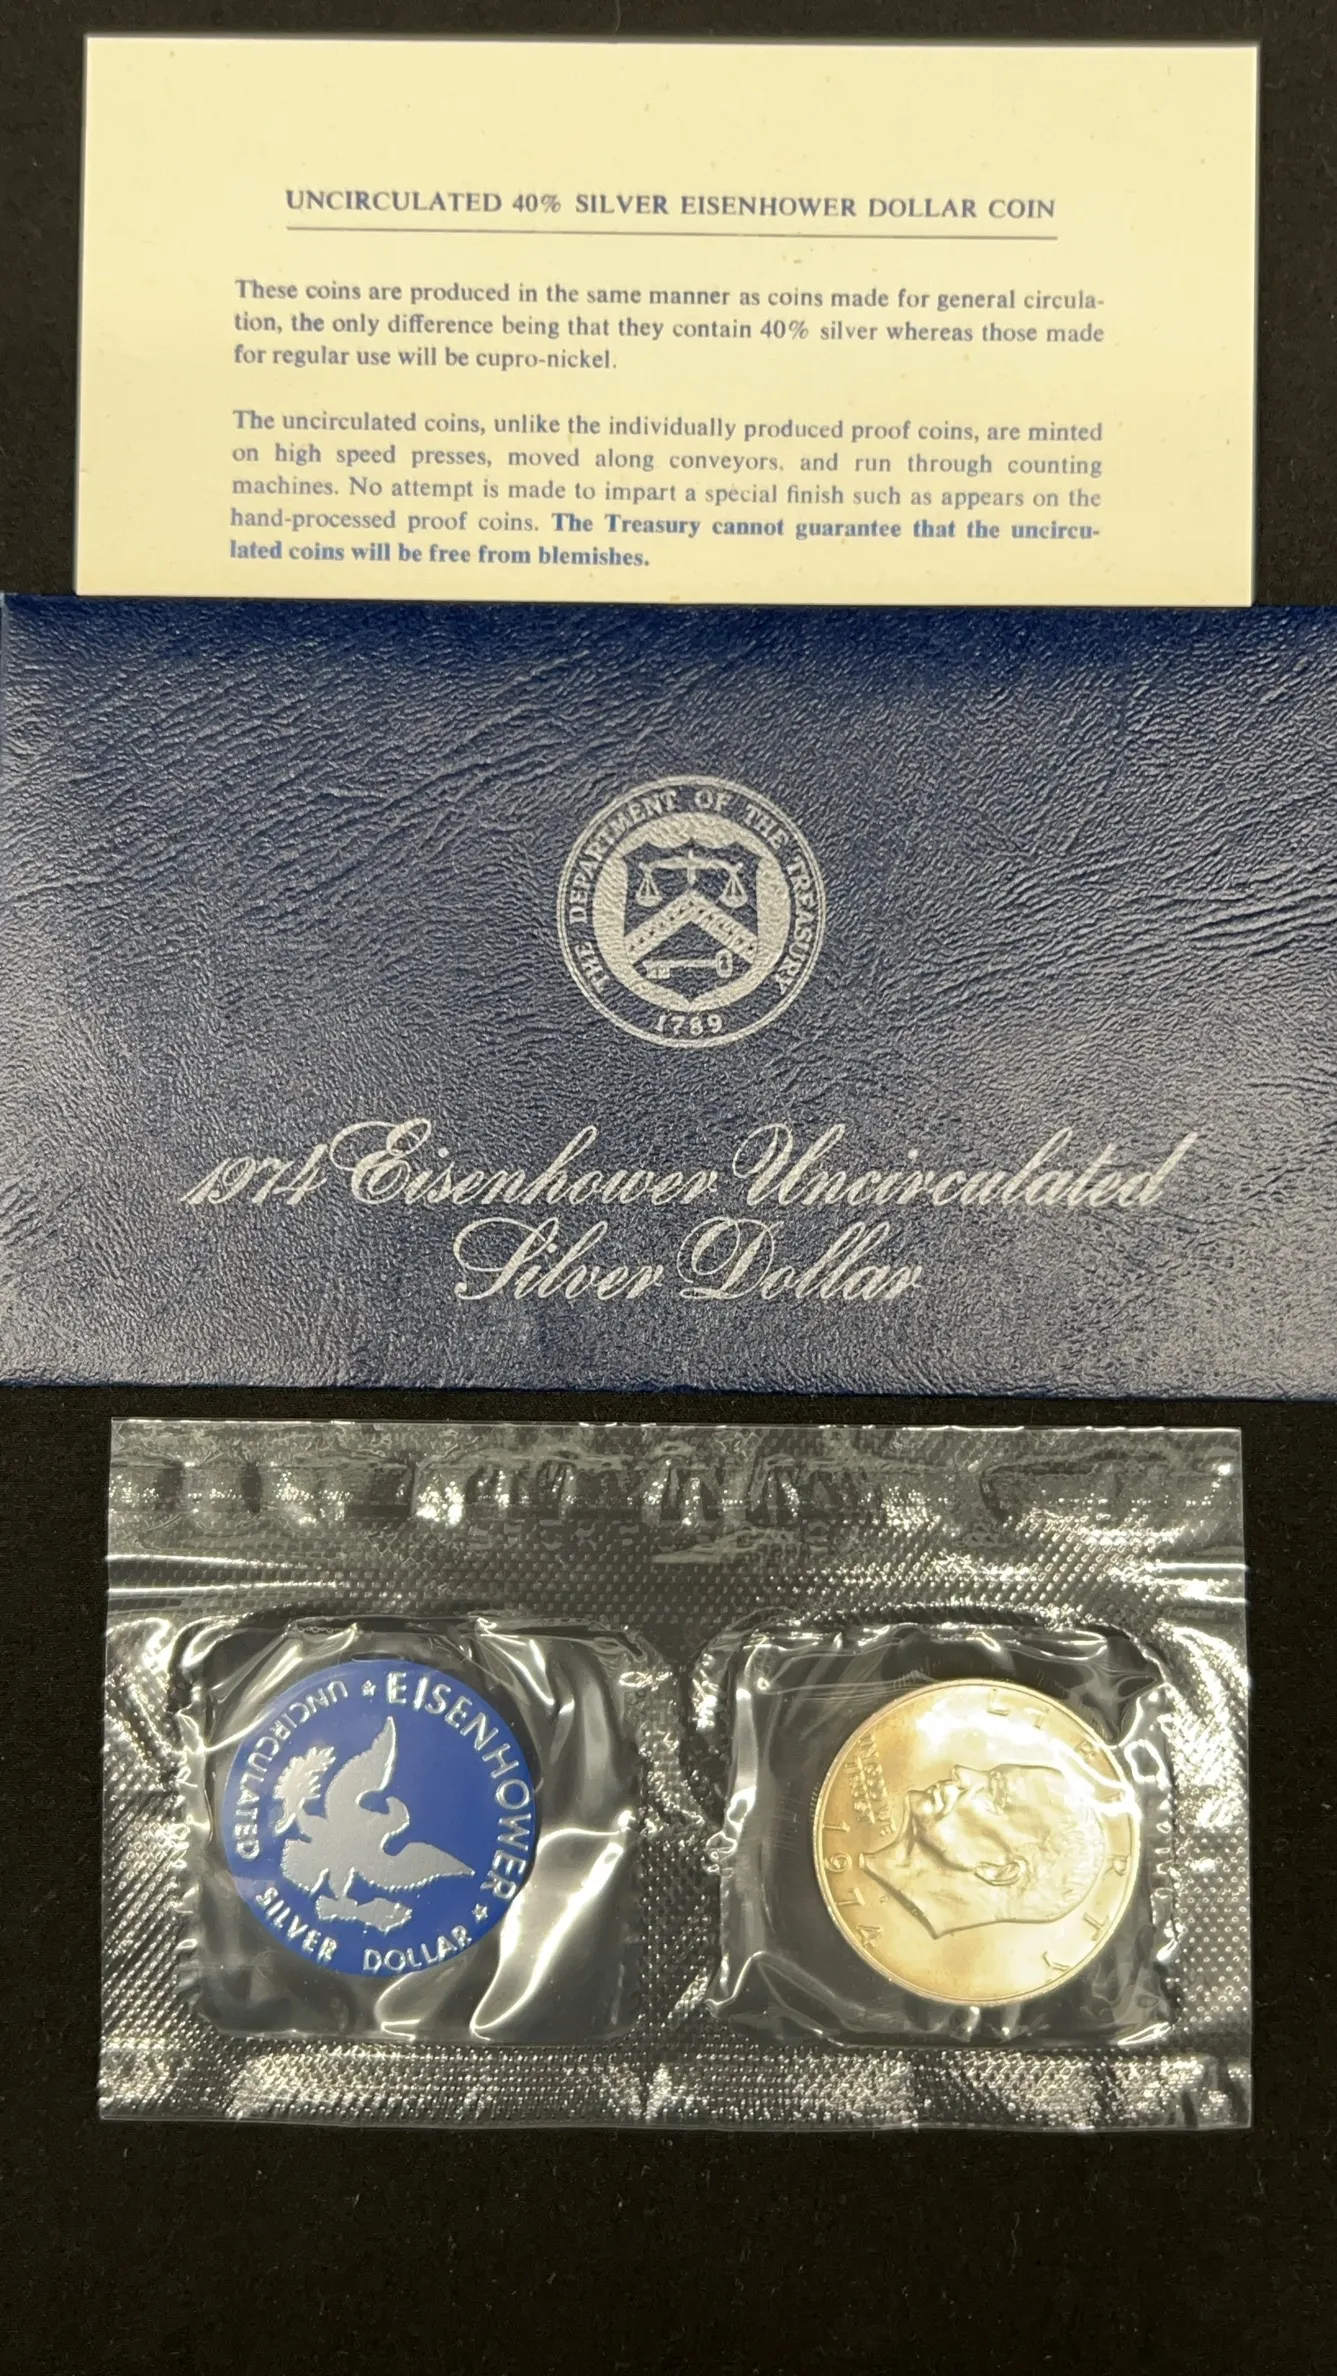 UNCIRCULATED 40% SILVER EISENHOWER DOLLAR COIN
These coins are produced in the same manner as coins made for general circula-
tion, the only difference being that they contain 40% silver whereas those made
for regular use will be cupro-nickel.
The uncirculated coins, unlike the individually produced proof coins, are minted
on high speed presses, moved along conveyors, and run through counting
machines. No attempt is made to impart a special finish such as appears on the
hand-processed proof coins. The Treasury cannot guarantee that the uncircu-
lated coins will be free from blemishes.
THE DEPARTMENT OF THE TREASURY
1789
1974 Eisenhower Uncirculated
Silver Dollar
EISENHOWER
UNCIRCULATED
SILVER DOLLAR
LIBERTY
IN GOD WE
TRUST
1974